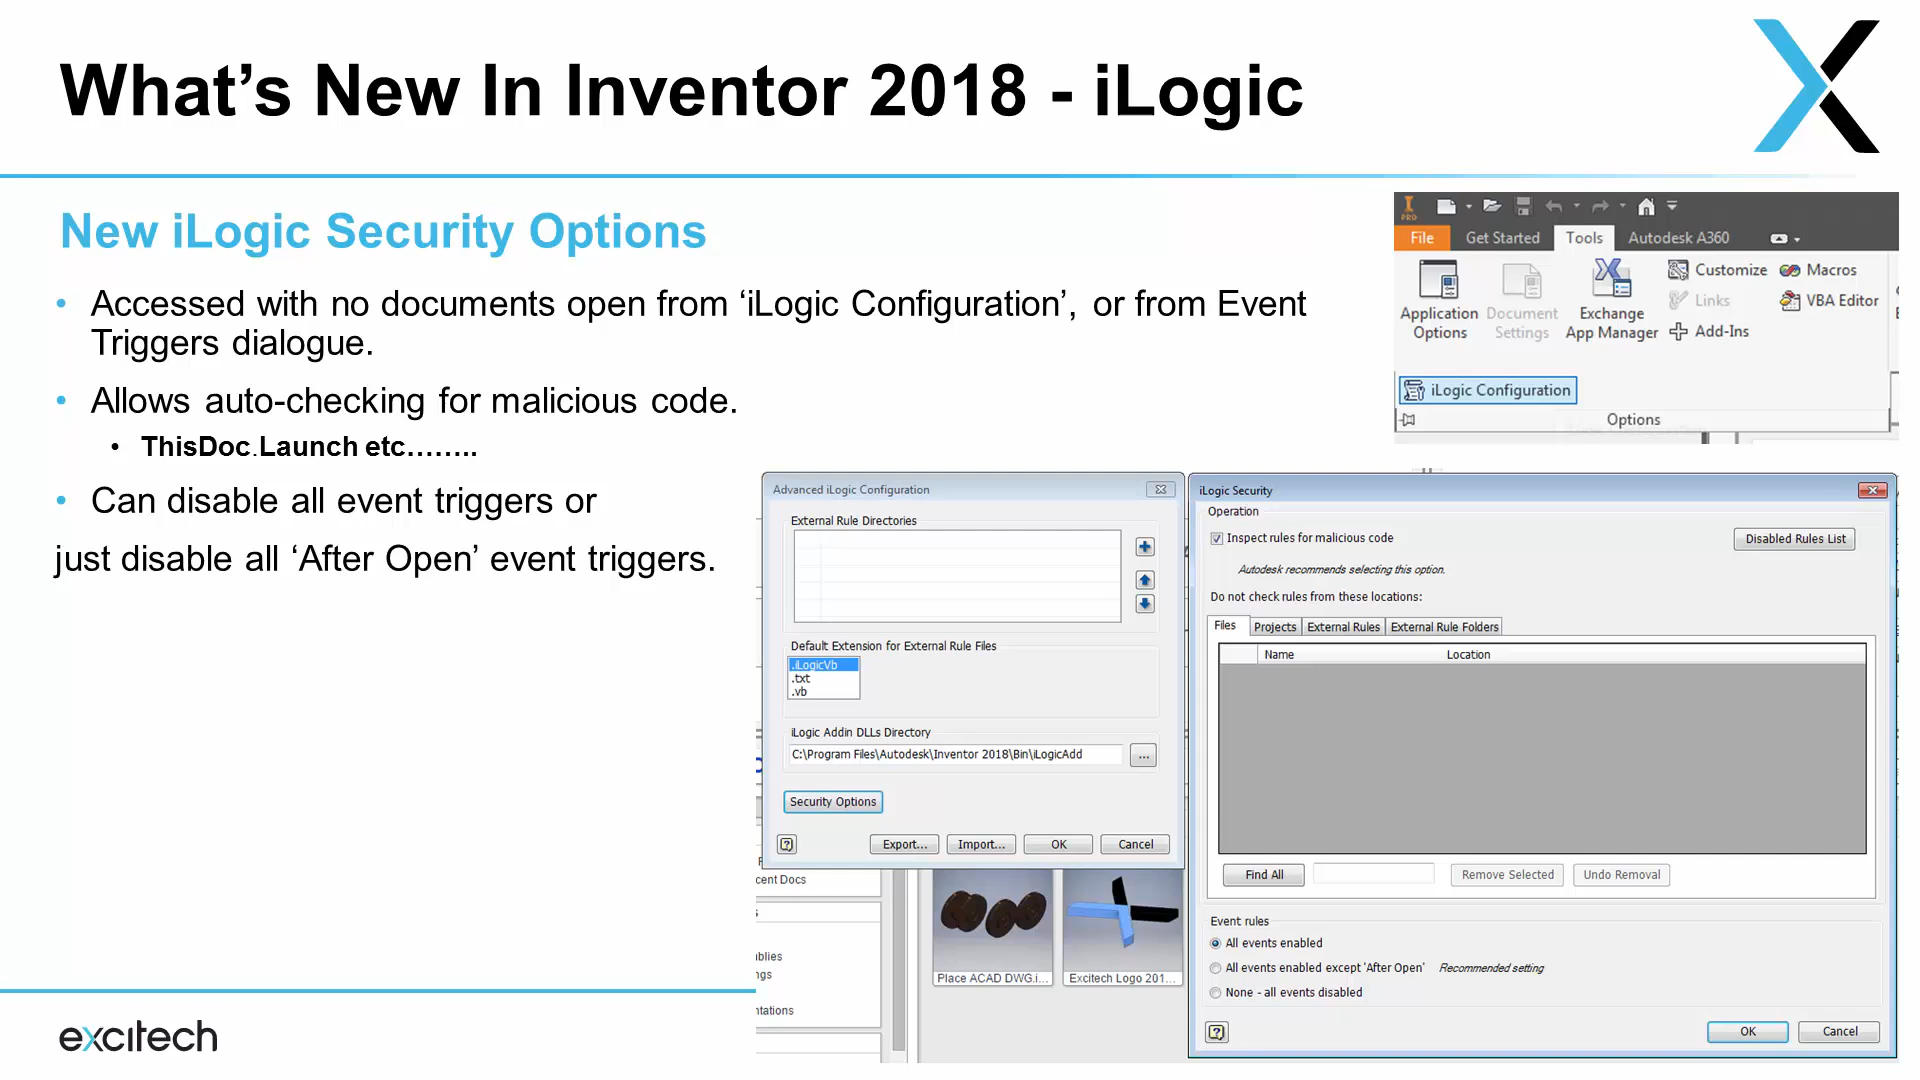 What’s New In Inventor 2018 - iLogic
New iLogic Security Options
• Accessed with no documents open from ‘iLogic Configuration’, or from Event
Triggers dialogue.
• Allows auto-checking for malicious code.
• ThisDoc.Launch etc……..
• Can disable all event triggers or
just disable all ‘After Open’ event triggers.
PRO
File Get Started Tools Autodesk A360
Application Options
Document Settings
Exchange App Manager
Customize
Links
Add-Ins
Macros
VBA Editor
iLogic Configuration
Options
Advanced iLogic Configuration
External Rule Directories
Default Extension for External Rule Files
.iLogicVb
.txt
.vb
iLogic Addin DLLs Directory
C:\Program Files\Autodesk\Inventor 2018\Bin\iLogicAdd
...
Security Options
Export... Import... OK Cancel
cent Docs
blies
ngs
ntations
Place ACAD DWG.i...
Excitech Logo 201...
iLogic Security
Operation
Inspect rules for malicious code
Disabled Rules List
Autodesk recommends selecting this option.
Do not check rules from these locations:
Files Projects External Rules External Rule Folders
Name Location
Find All Remove Selected Undo Removal
Event rules
All events enabled
All events enabled except 'After Open' Recommended setting
None - all events disabled
OK Cancel
excitech